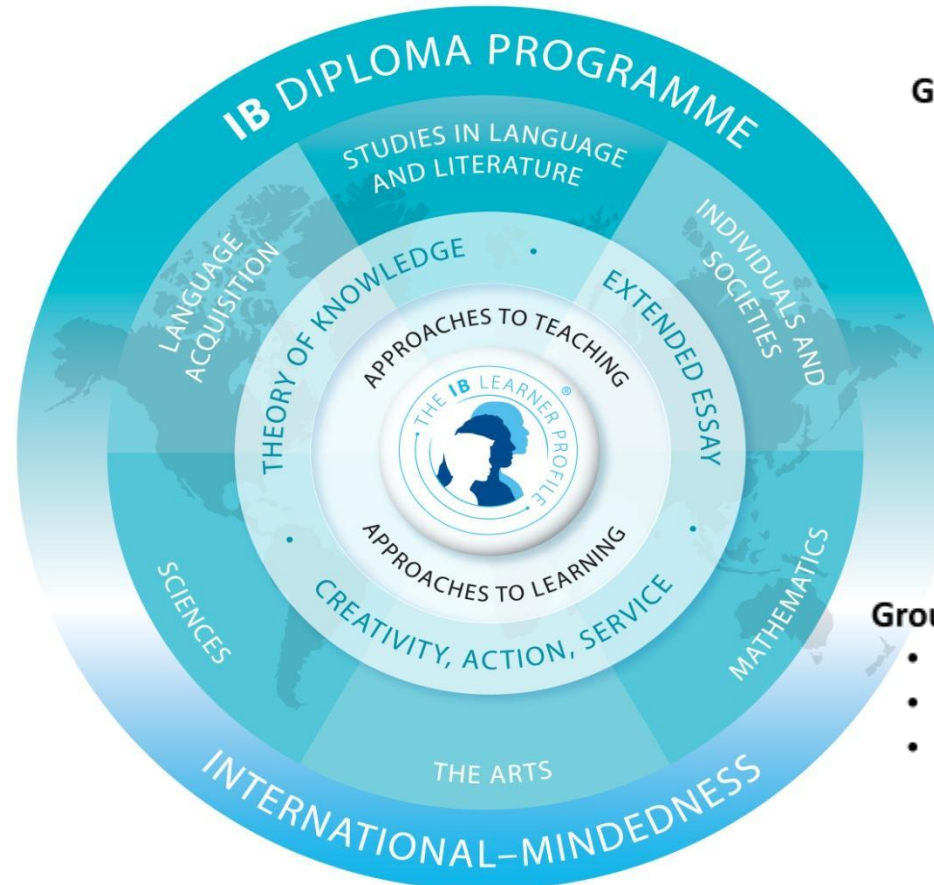 IB DIPLOMA PROGRAMME
STUDIES IN LANGUAGE
AND LITERATURE
LANGUAGE
ACQUISITION
INDIVIDUALS AND
SOCIETIES
THEORY OF KNOWLEDGE
EXTENDED ESSAY
APPROACHES TO TEACHING
THE IB LEARNER PROFILE ®
APPROACHES TO LEARNING
CREATIVITY, ACTION, SERVICE
SCIENCES
MATHEMATICS
THE ARTS
INTERNATIONAL–MINDEDNESS
G
Grou
•
•
•